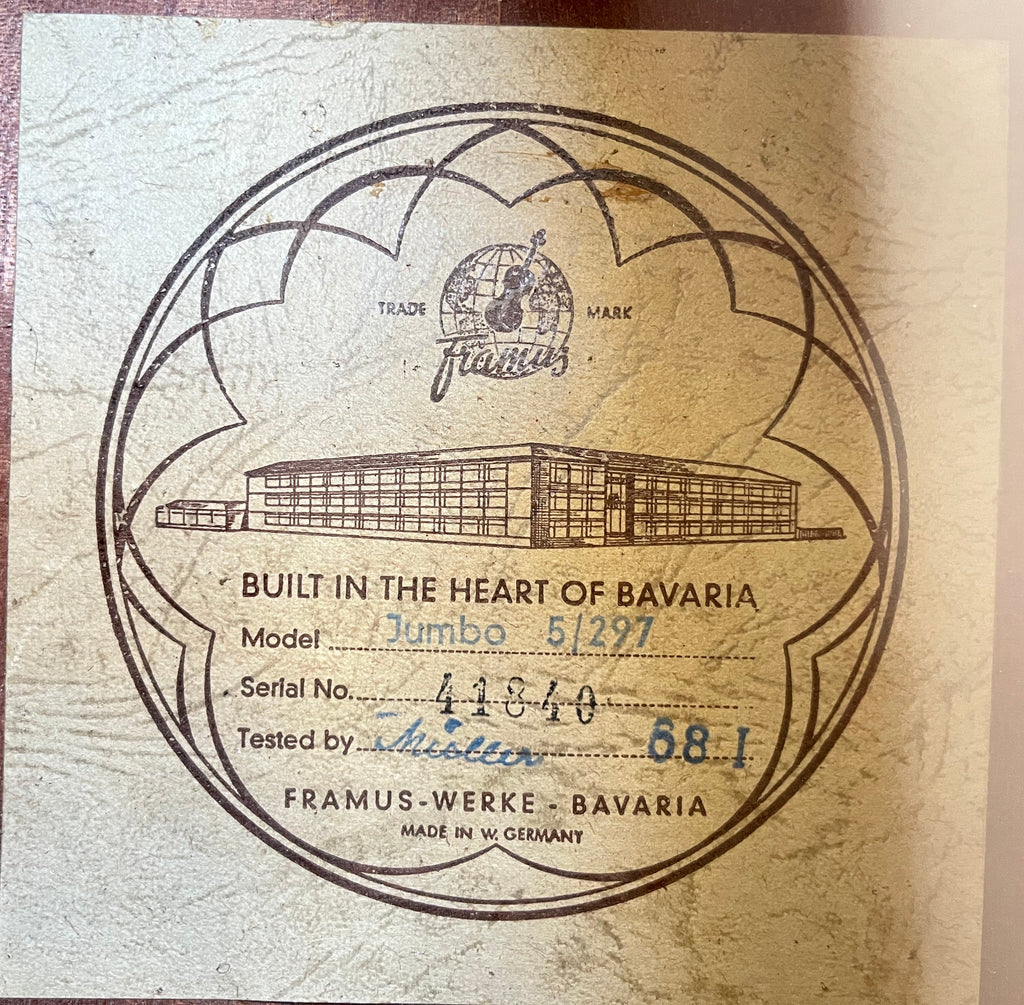 TRADE MARK
Framus
BUILT IN THE HEART OF BAVARIA
Model Jumbo 5/297
Serial No. 41840
Tested by Müller 68 I
FRAMUS-WERKE - BAVARIA
MADE IN W. GERMANY